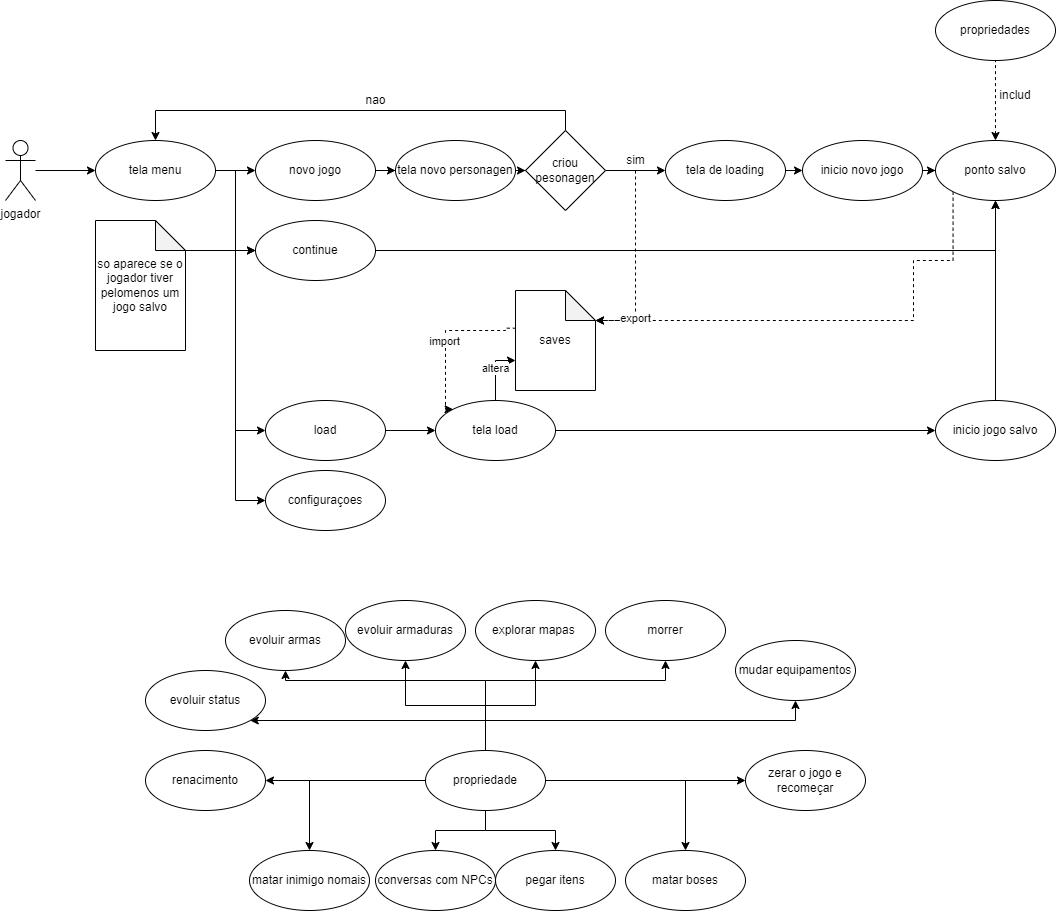 propriedades
includ
nao
jogador
tela menu
novo jogo
tela novo personagen
criou
pesonagen
sim
tela de loading
inicio novo jogo
ponto salvo
so aparece se o
jogador tiver
pelomenos um
jogo salvo
continue
saves
export
import
altera
load
tela load
inicio jogo salvo
configuraçoes
evoluir armas
evoluir armaduras
explorar mapas
morrer
mudar equipamentos
evoluir status
renacimento
propriedade
zerar o jogo e
recomeçar
matar inimigo nomais
conversas com NPCs
pegar itens
matar boses